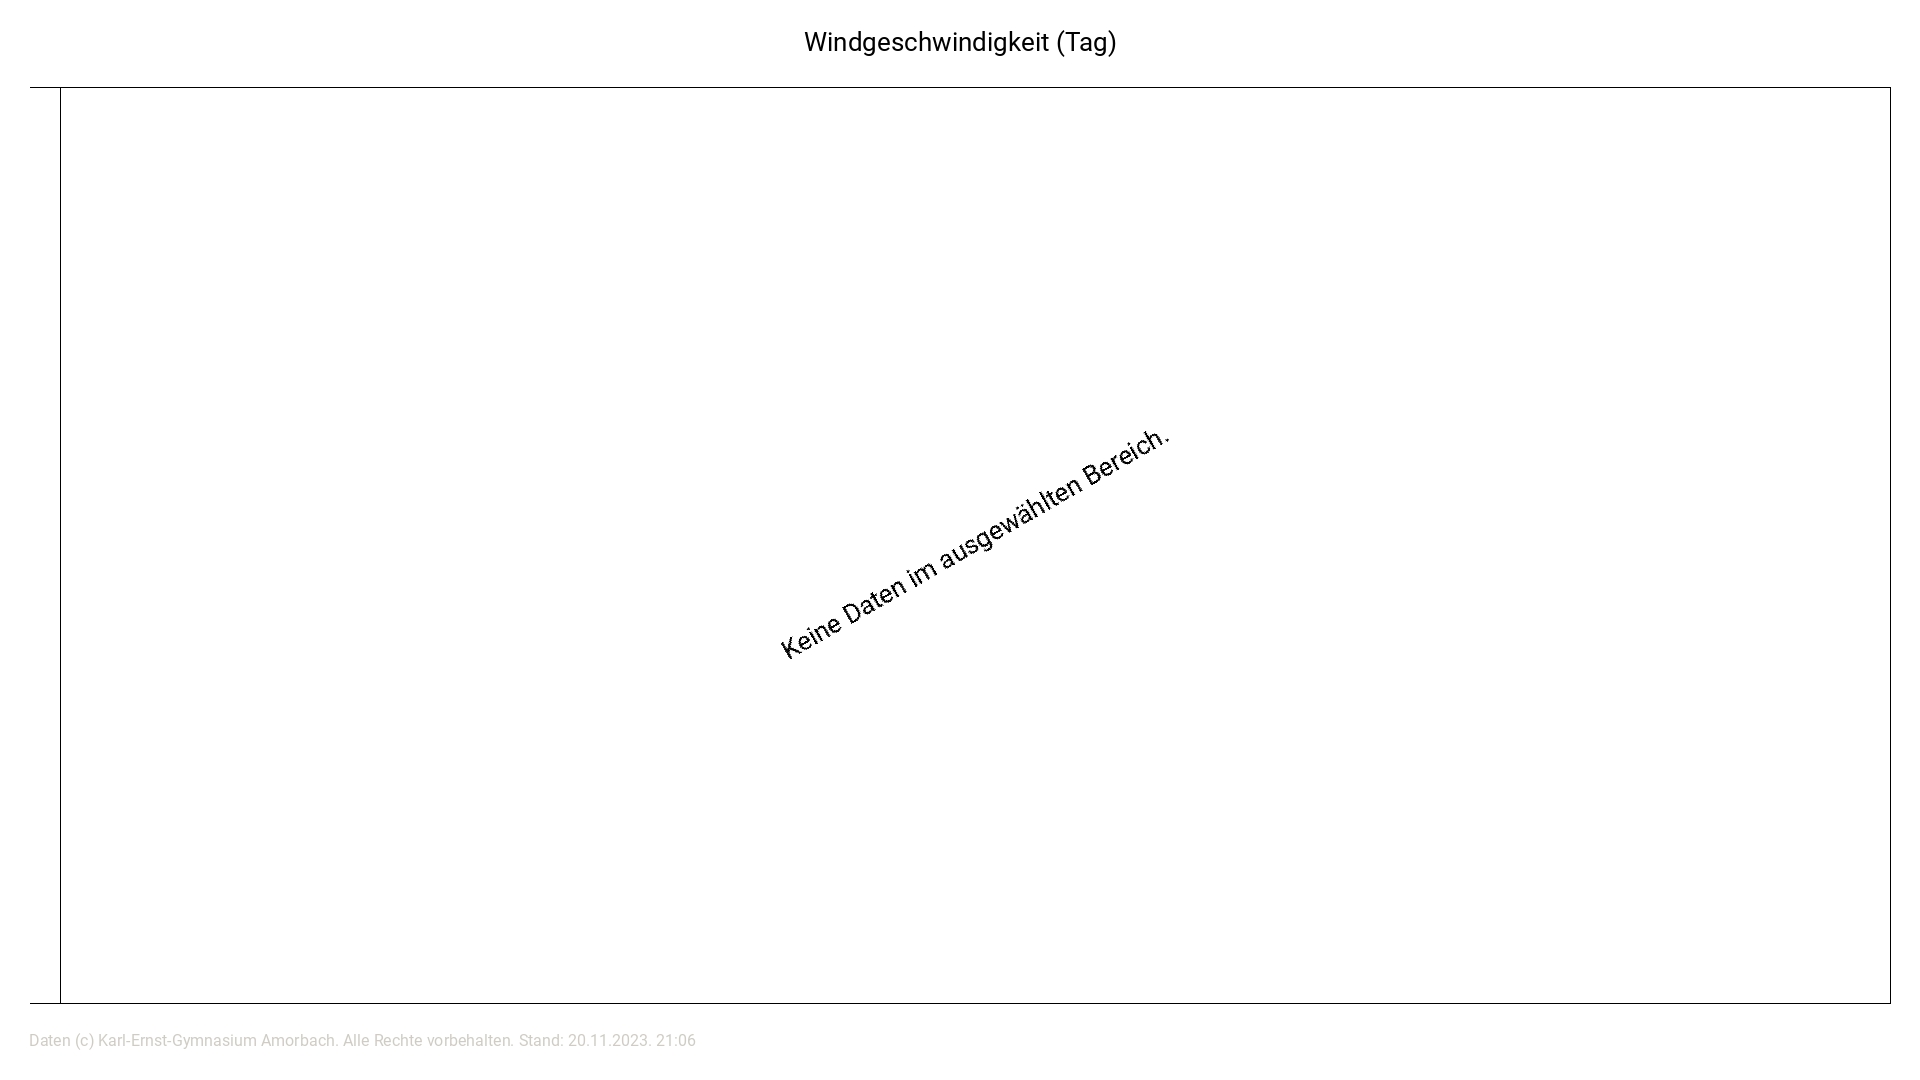 Windgeschwindigkeit (Tag)
Keine Daten im ausgewählten Bereich.
Daten (c) Karl-Ernst-Gymnasium Amorbach. Alle Rechte vorbehalten. Stand: 20.11.2023. 21:06